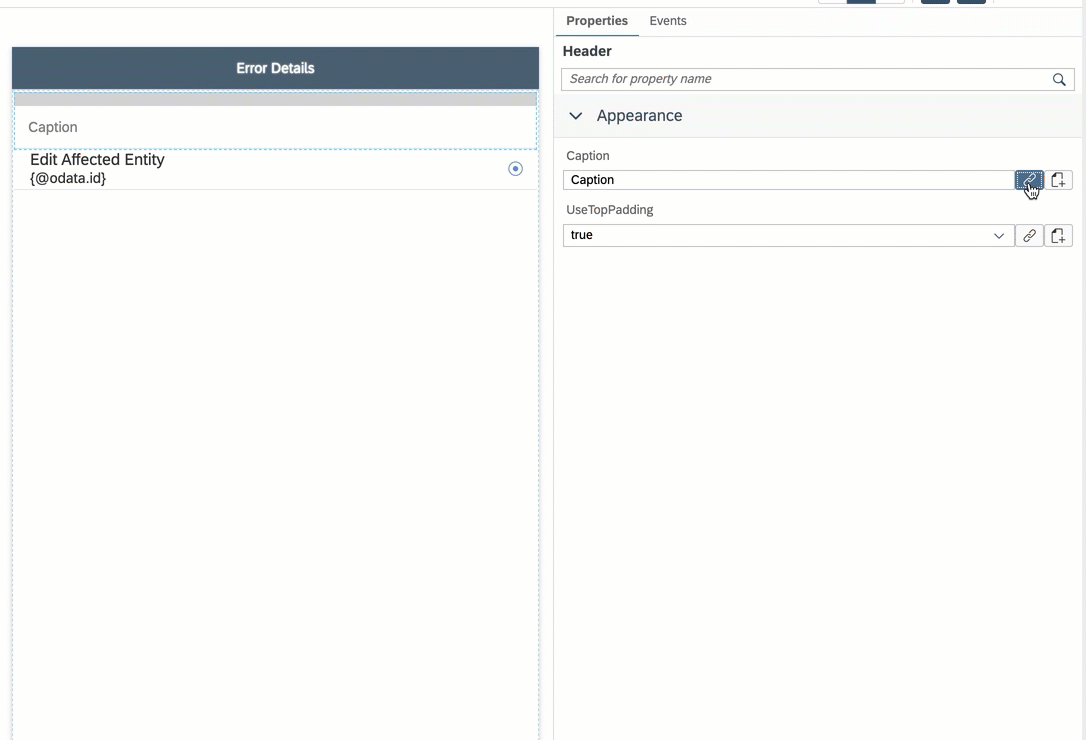 Error Details
Caption
Edit Affected Entity
{@odata.id}
Properties
Events
Header
Search for property name
Appearance
Caption
Caption
UseTopPadding
true